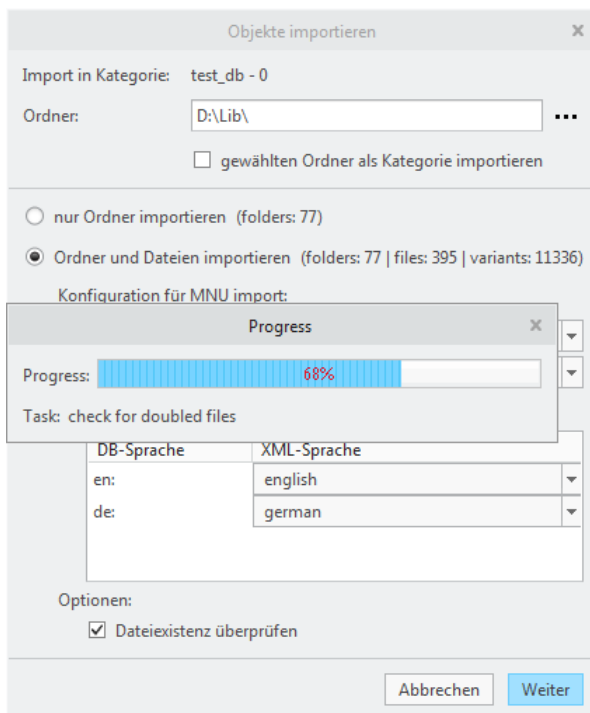 Objekte importieren
Import in Kategorie: test_db - 0
Ordner: D:\Lib\
gewählten Ordner als Kategorie importieren
nur Ordner importieren (folders: 77)
Ordner und Dateien importieren (folders: 77 | files: 395 | variants: 11336)
Konfiguration für MNU import:
Progress
Progress: 68%
Task: check for doubled files
DB-Sprache XML-Sprache
en: english
de: german
Optionen:
Dateiexistenz überprüfen
Abbrechen Weiter